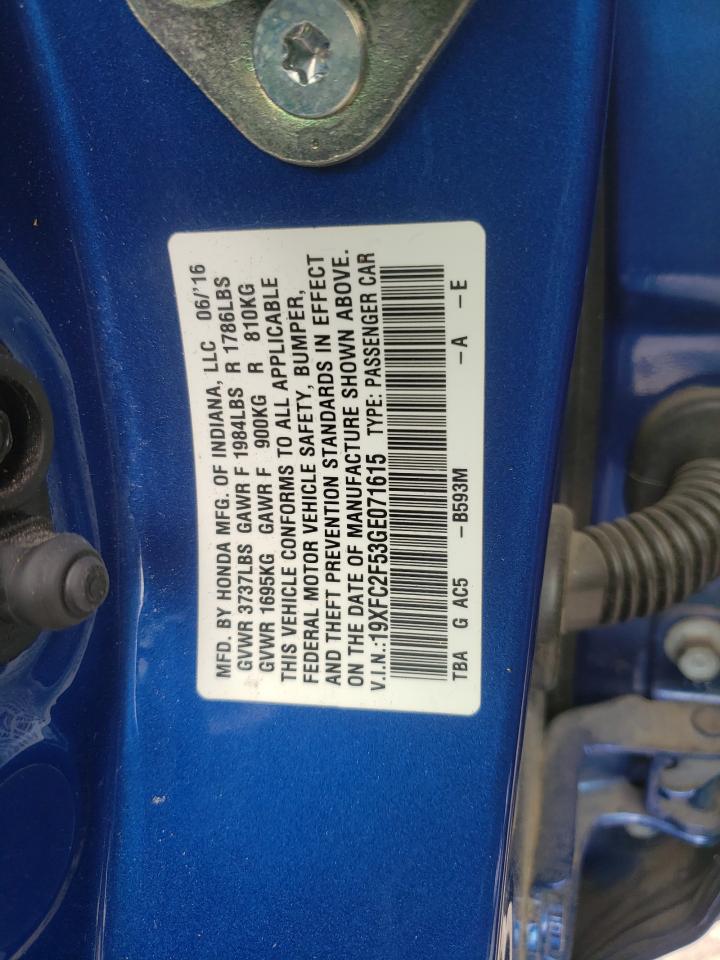 MFD. BY HONDA MFG. OF INDIANA, LLC 06/'16
GVWR 3737LBS GAWR F 1984LBS R 1786LBS
GVWR 1695KG GAWR F 900KG R 810KG
THIS VEHICLE CONFORMS TO ALL APPLICABLE
FEDERAL MOTOR VEHICLE SAFETY, BUMPER,
AND THEFT PREVENTION STANDARDS IN EFFECT
ON THE DATE OF MANUFACTURE SHOWN ABOVE.
V.I.N.:19XFC2F53GE071615 TYPE: PASSENGER CAR
TBA G AC5 –B593M –A –E